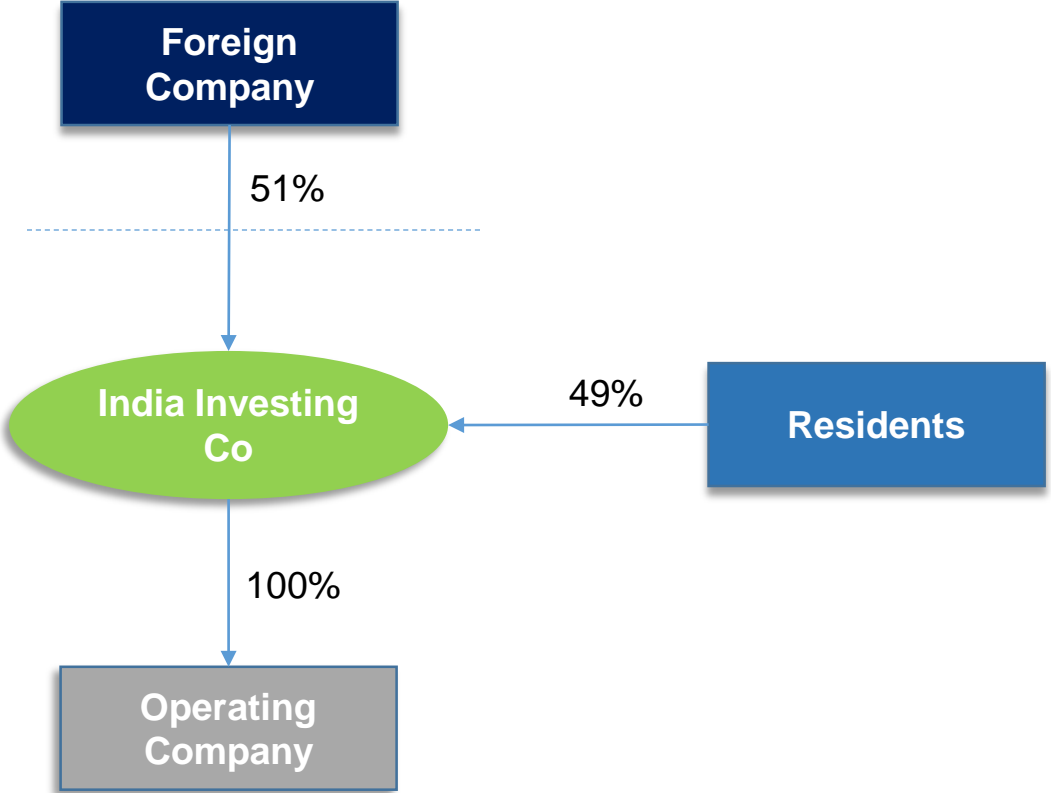 Foreign
Company
51%
India Investing
Co
49%
Residents
100%
Operating
Company